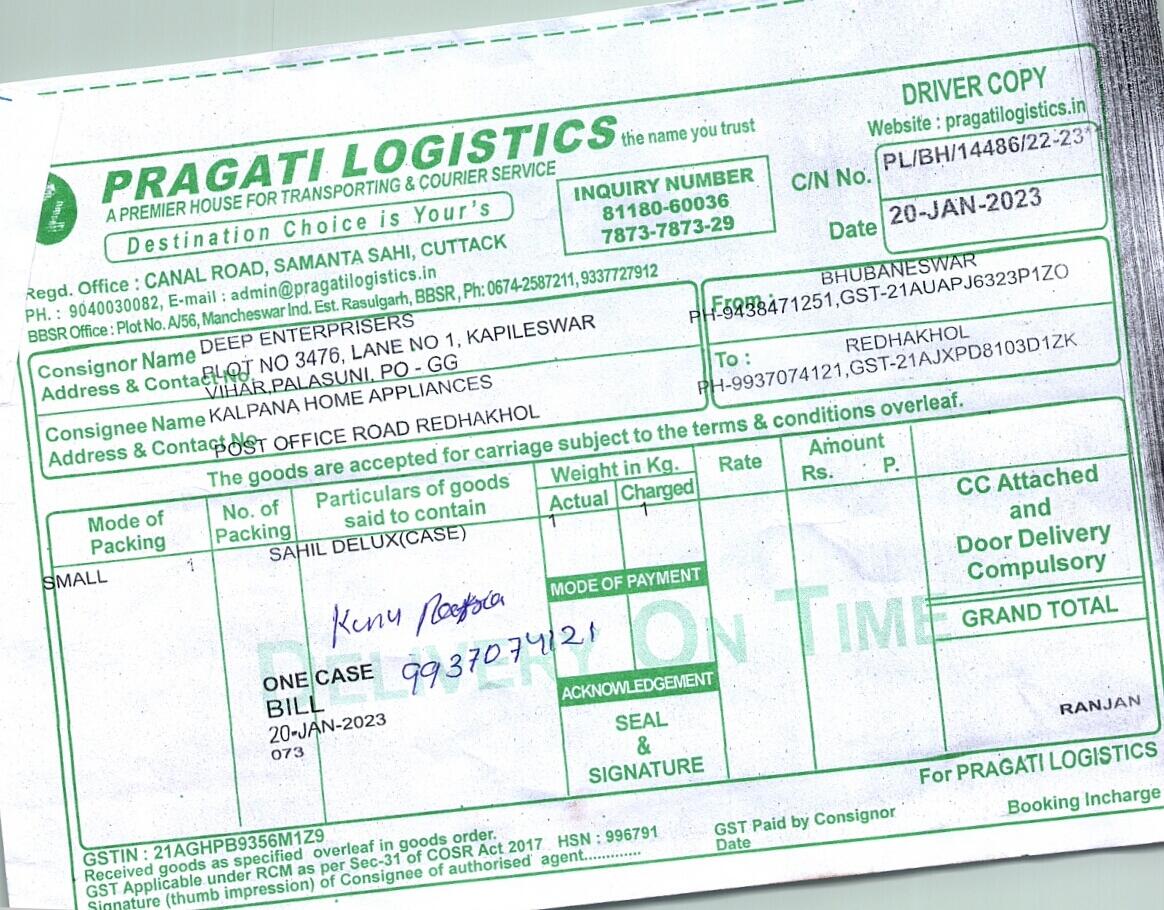 DRIVER COPY
Website : pragatilogistics.in
PRAGATI LOGISTICS the name you trust
A PREMIER HOUSE FOR TRANSPORTING & COURIER SERVICE
Destination Choice is Your's
INQUIRY NUMBER
81180-60036
7873-7873-29
C/N No. PL/BH/14486/22-23*
Date 20-JAN-2023
Regd. Office : CANAL ROAD, SAMANTA SAHI, CUTTACK
PH. : 9040030082, E-mail : admin@pragatilogistics.in
BBSR Office : Plot No. A/56, Mancheswar Ind. Est. Rasulgarh, BBSR, Ph: 0674-2587211, 9337727912
Consignor Name DEEP ENTERPRISERS
Address & Contact No. PLOT NO 3476, LANE NO 1, KAPILESWAR
VIHAR,PALASUNI, PO - GG
From : BHUBANESWAR
PH-9438471251,GST-21AUAPJ6323P1ZO
To : REDHAKHOL
PH-9937074121,GST-21AJXPD8103D1ZK
Consignee Name KALPANA HOME APPLIANCES
Address & Contact No. POST OFFICE ROAD REDHAKHOL
The goods are accepted for carriage subject to the terms & conditions overleaf.
Mode of Packing
No. of Packing
Particulars of goods said to contain
Weight in Kg.
Actual Charged
Rate
Amount
Rs. P.
CC Attached
and
Door Delivery
Compulsory
SMALL 1 SAHIL DELUX(CASE) 1 1
MODE OF PAYMENT
DELIVERY ON TIME
GRAND TOTAL
9937074121
ONE CASE
BILL
20-JAN-2023
073
ACKNOWLEDGEMENT
SEAL
&
SIGNATURE
RANJAN
For PRAGATI LOGISTICS
Booking Incharge
GSTIN : 21AGHPB9356M1Z9
Received goods as specified overleaf in goods order.
GST Applicable under RCM as per Sec-31 of COSR Act 2017 HSN : 996791
Signature (thumb impression) of Consignee of authorised agent.............
GST Paid by Consignor
Date